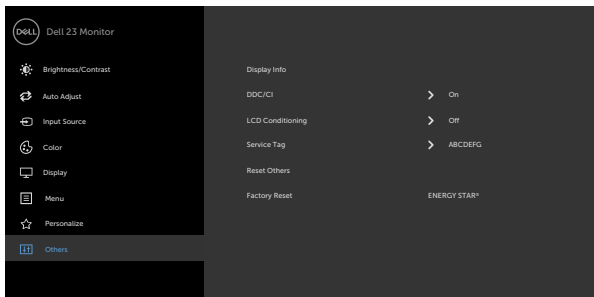 DELL Dell 23 Monitor
Brightness/Contrast
Auto Adjust
Input Source
Color
Display
Menu
Personalize
Others
Display Info
DDC/CI On
LCD Conditioning Off
Service Tag ABCDEFG
Reset Others
Factory Reset ENERGY STAR®